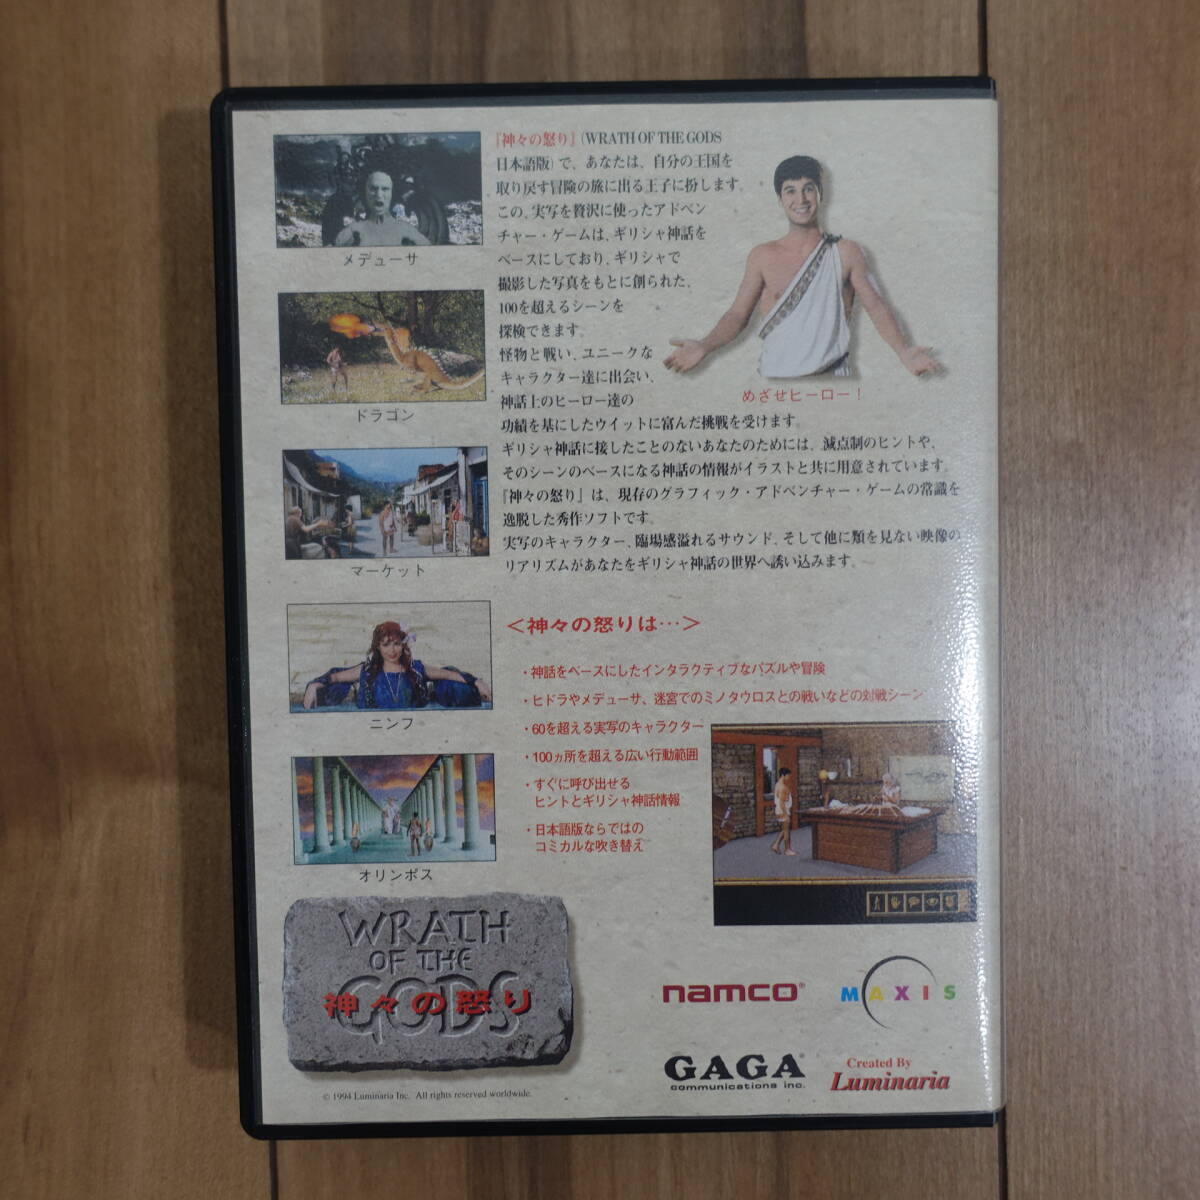 『神々の怒り』(WRATH OF THE GODS
日本語版)で、あなたは、自分の王国を
取り戻す冒険の旅に出る王子に扮します。
この、実写を贅沢に使ったアドベン
チャー・ゲームは、ギリシャ神話を
ベースにしており、ギリシャで
撮影した写真をもとに創られた、
100を超えるシーンを
探検できます。
怪物と戦い、ユニークな
キャラクター達に出会い、
神話上のヒーロー達の
功績を基にしたウイットに富んだ挑戦を受けます。
ギリシャ神話に接したことのないあなたのためには、減点制のヒントや、
そのシーンのベースになる神話の情報がイラストと共に用意されています。
『神々の怒り』は、現存のグラフィック・アドベンチャー・ゲームの常識を
逸脱した秀作ソフトです。
実写のキャラクター、臨場感溢れるサウンド、そして他に類を見ない映像の
リアリズムがあなたをギリシャ神話の世界へ誘い込みます。
めざせヒーロー!
メデューサ
ドラゴン
マーケット
ニンフ
オリンポス
<神々の怒りは…>
・神話をベースにしたインタラクティブなパズルや冒険
・ヒドラやメデューサ、迷宮でのミノタウロスとの戦いなどの対戦シーン
・60を超える実写のキャラクター
・100ヵ所を超える広い行動範囲
・すぐに呼び出せる
ヒントとギリシャ神話情報
・日本語版ならではの
コミカルな吹き替え
WRATH
OF THE
GODS
神々の怒り
namco®
MAXIS
GAGA
communications inc.
Created By
Luminaria
© 1994 Luminaria Inc. All rights reserved worldwide.